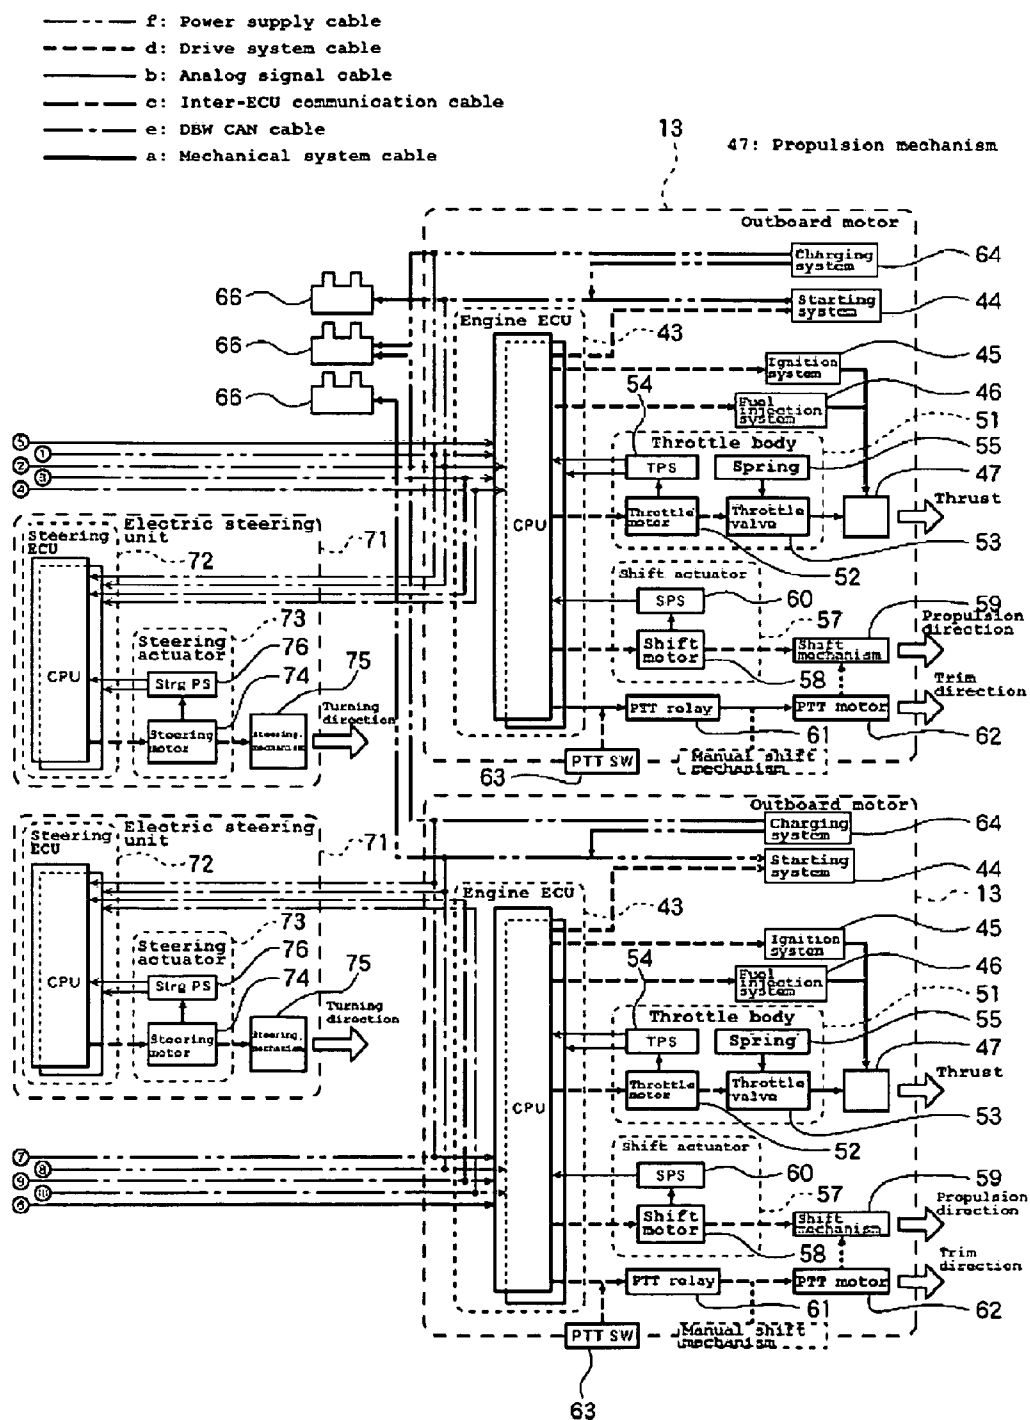 f: Power supply cable
d: Drive system cable
b: Analog signal cable
c: Inter-ECU communication cable
e: DBW CAN cable
a: Mechanical system cable
13
47: Propulsion mechanism
Outboard motor
Charging
system
64
Starting
system
44
66
66
66
Engine ECU
43
Ignition
system
45
Fuel
injection
system
46
54
51
Throttle body
55
TPS
Spring
47
CPU
Throttle
motor
Throttle
valve
Thrust
53
52
⑤
①
②
③
④
Shift actuator
SPS
60
57
59
Propulsion
direction
Shift
motor
Shift
mechanism
58
Trim
direction
PTT relay
PTT motor
61
62
PTT SW
63
Manual shift
mechanism
Steering
ECU
Electric steering
unit
71
72
73
Steering
actuator
76
CPU
Strg PS
74
75
Turning
direction
Steering
motor
Steering
mechanism
Steering
ECU
Electric steering
unit
71
72
73
Steering
actuator
76
CPU
Strg PS
74
75
Turning
direction
Steering
motor
Steering
mechanism
Outboard motor
Charging
system
64
Starting
system
44
13
Engine ECU
43
Ignition
system
45
Fuel
injection
system
46
54
51
Throttle body
55
TPS
Spring
47
CPU
Throttle
motor
Throttle
valve
Thrust
53
52
⑦
⑧
⑨
⑩
⑥
Shift actuator
SPS
60
57
59
Propulsion
direction
Shift
motor
Shift
mechanism
58
Trim
direction
PTT relay
PTT motor
61
62
PTT SW
63
Manual shift
mechanism